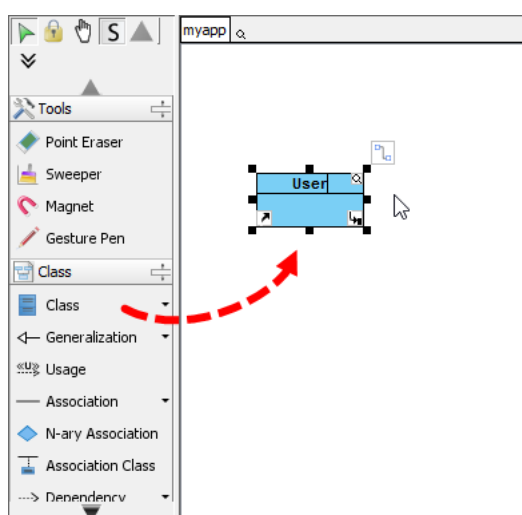 S
myapp
Tools
Point Eraser
Sweeper
Magnet
Gesture Pen
Class
Class
Generalization
«U» Usage
Association
N-ary Association
Association Class
Dependency
User